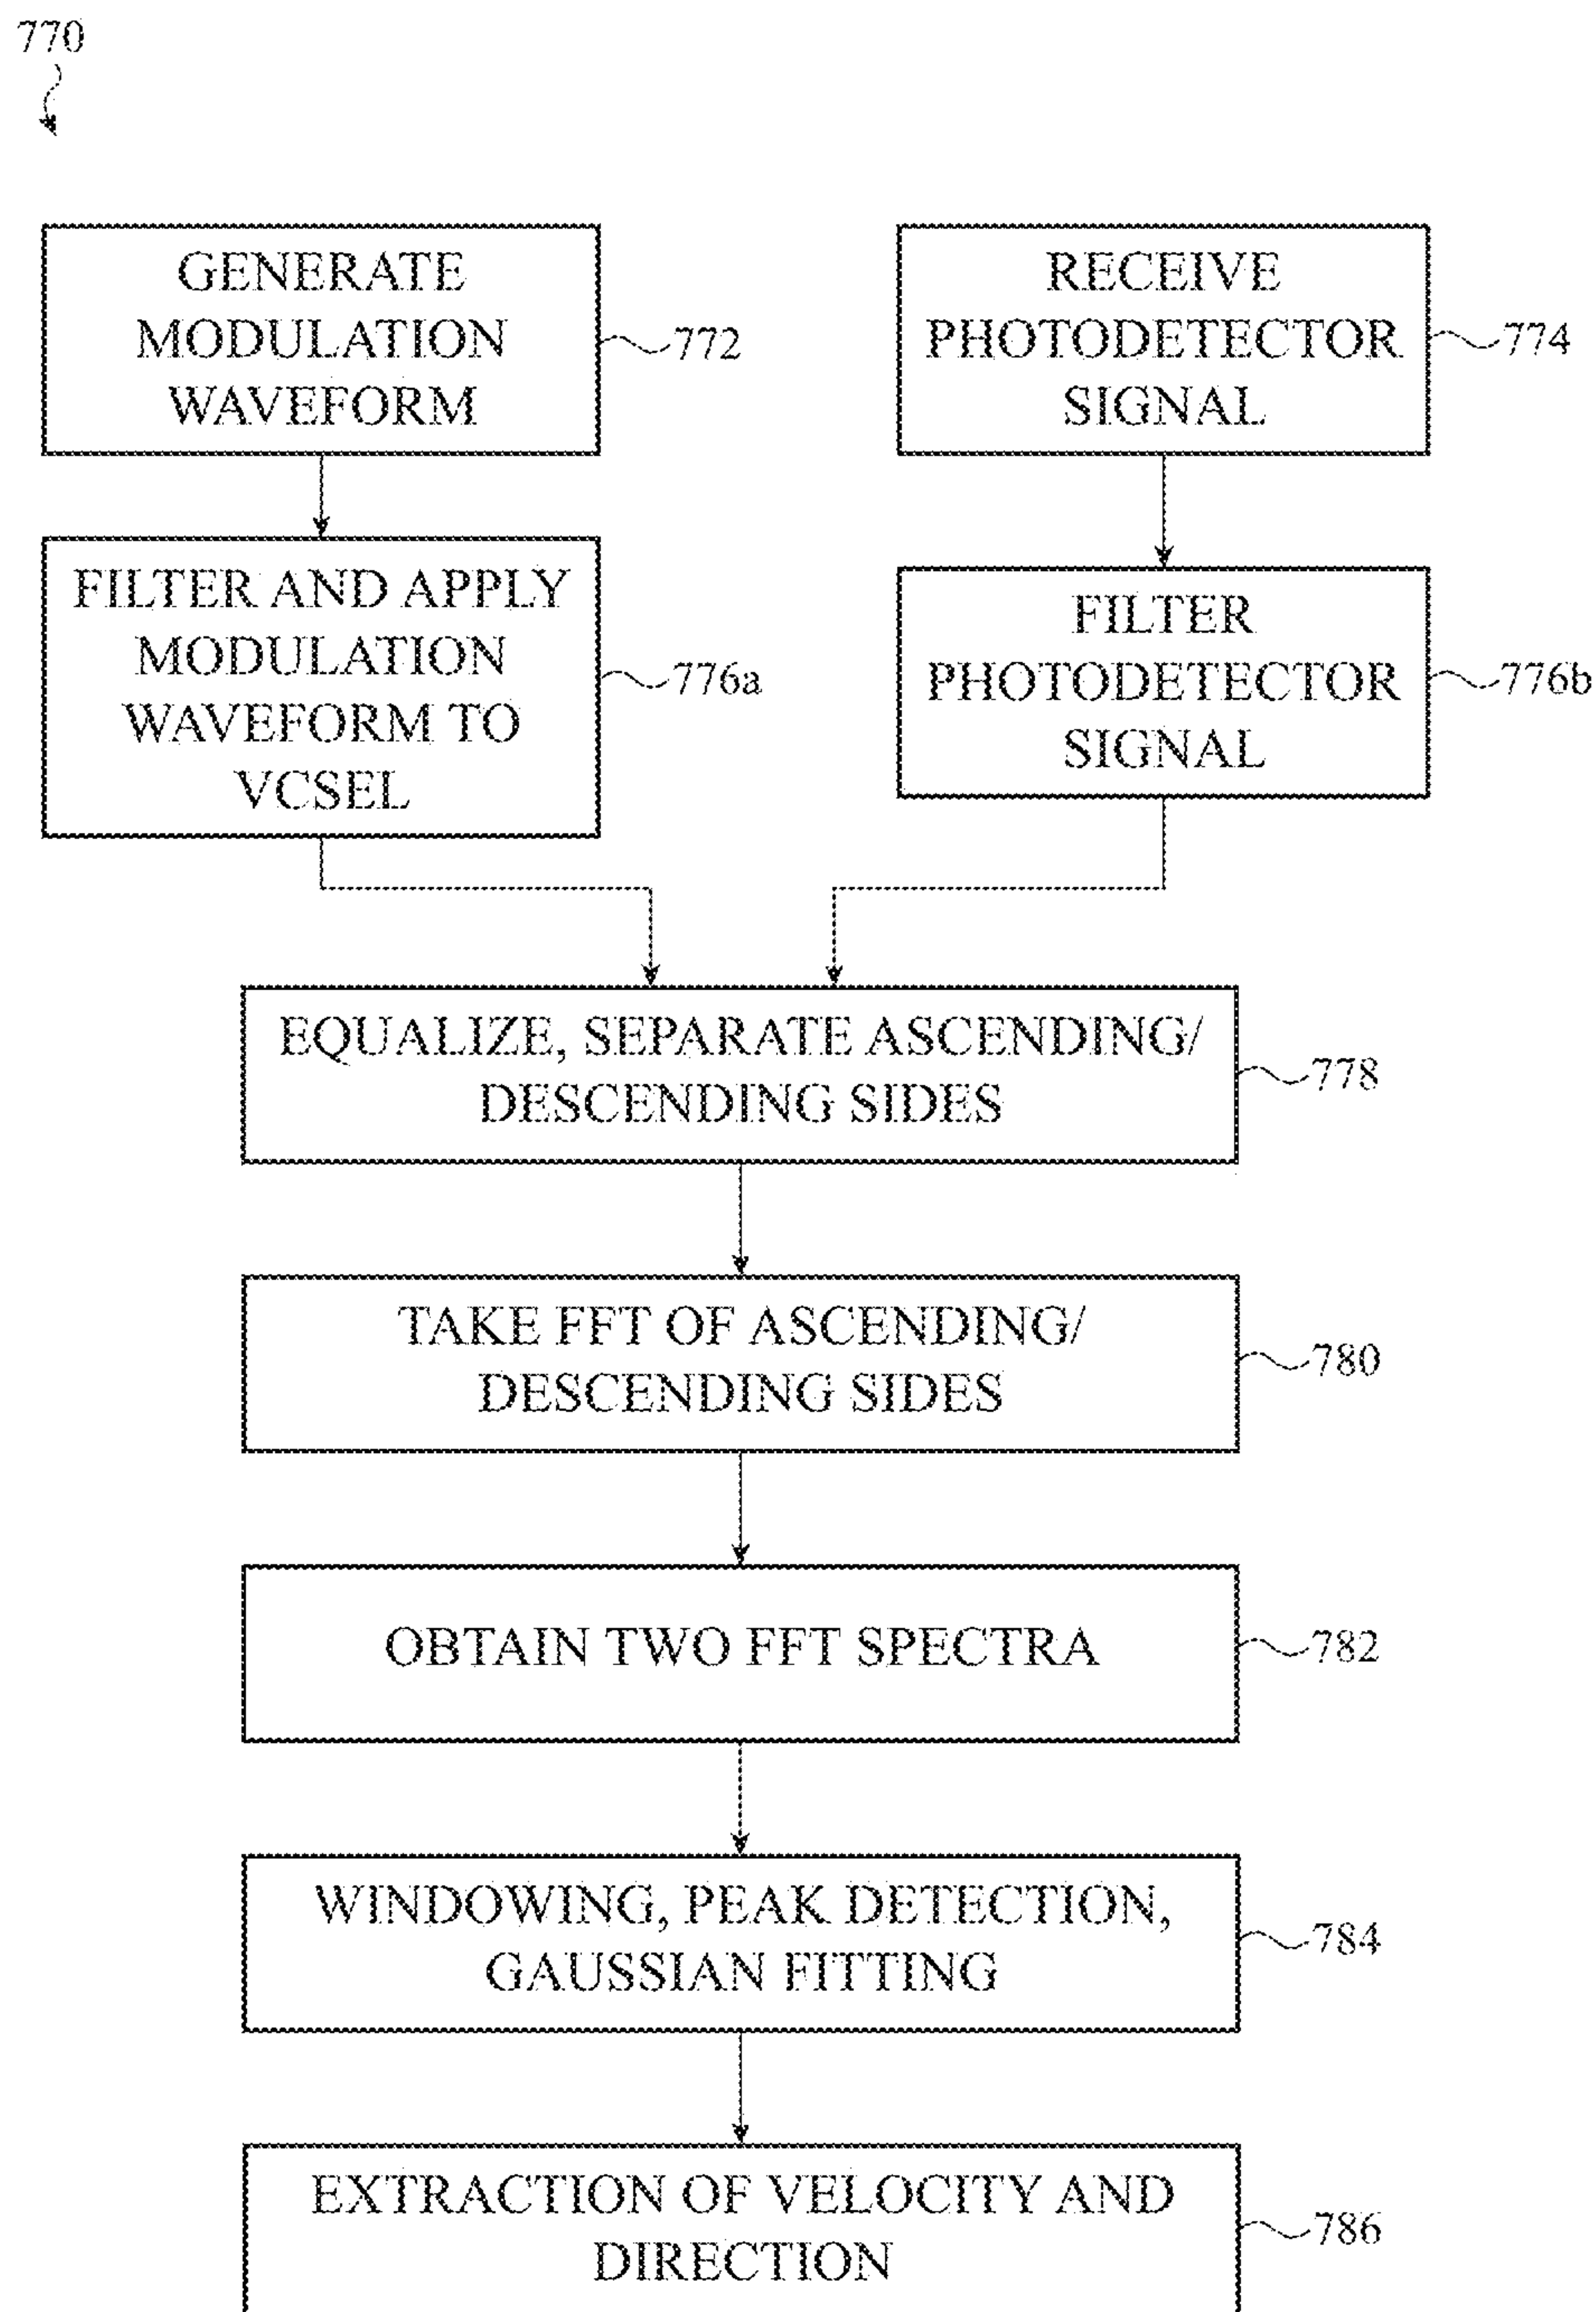 770
GENERATE
MODULATION
WAVEFORM
772
RECEIVE
PHOTODETECTOR
SIGNAL
774
FILTER AND APPLY
MODULATION
WAVEFORM TO
VCSEL
776a
FILTER
PHOTODETECTOR
SIGNAL
776b
EQUALIZE, SEPARATE ASCENDING/
DESCENDING SIDES
778
TAKE FFT OF ASCENDING/
DESCENDING SIDES
780
OBTAIN TWO FFT SPECTRA
782
WINDOWING, PEAK DETECTION,
GAUSSIAN FITTING
784
EXTRACTION OF VELOCITY AND
DIRECTION
786